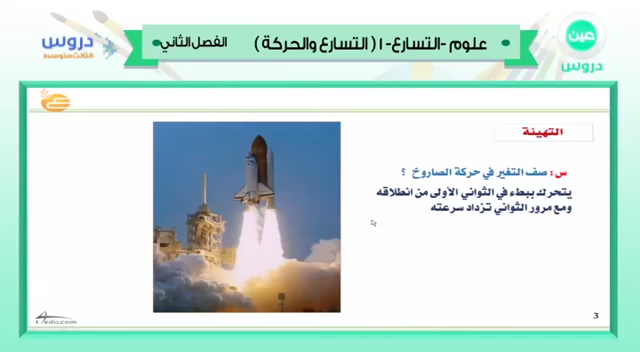 علوم -التسارع-١ ( التسارع والحركة )
الفصل الثاني
عين
دروس
دروس
الثالث متوسط
التهيئة
س : صف التغير في حركة الصاروخ ؟
يتحرك ببطء في الثواني الأولى من انطلاقه
ومع مرور الثواني تزداد سرعته
3